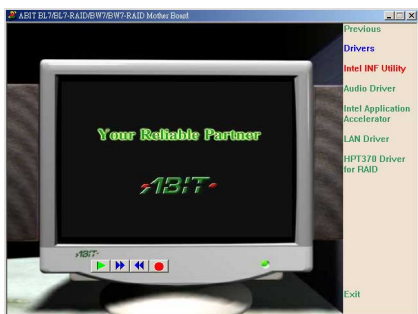 ABIT BL7/BL7-RAID/BW7/BW7-RAID Mother Board
Previous
Drivers
Intel INF Utility
Audio Driver
Intel Application
Accelerator
LAN Driver
HPT370 Driver
for RAID
Exit
Your Reliable Partner
ABIT
ABIT